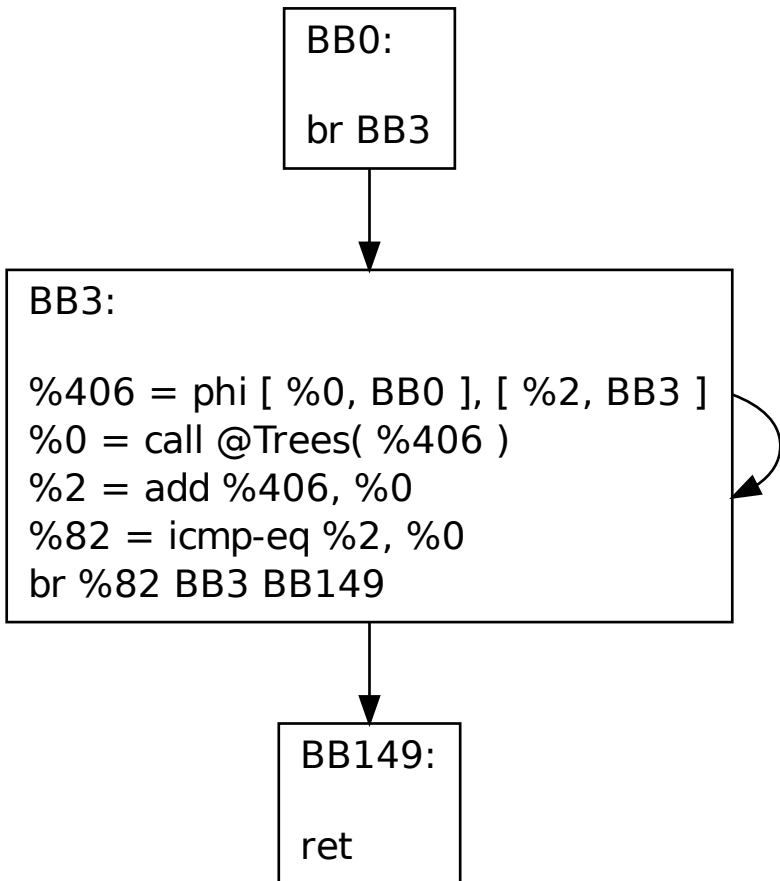 BB0:
br BB3
BB3:
%406 = phi [ %0, BB0 ], [ %2, BB3 ]
%0 = call @Trees( %406 )
%2 = add %406, %0
%82 = icmp-eq %2, %0
br %82 BB3 BB149
BB149:
ret